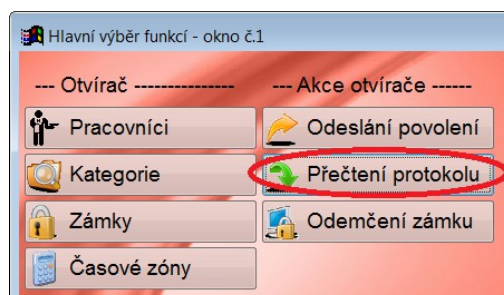 Hlavní výběr funkcí - okno č.1
--- Otvírač ---------------
--- Akce otvírače ------
Pracovníci
Odeslání povolení
Kategorie
Přečtení protokolu
Zámky
Odemčení zámku
Časové zóny